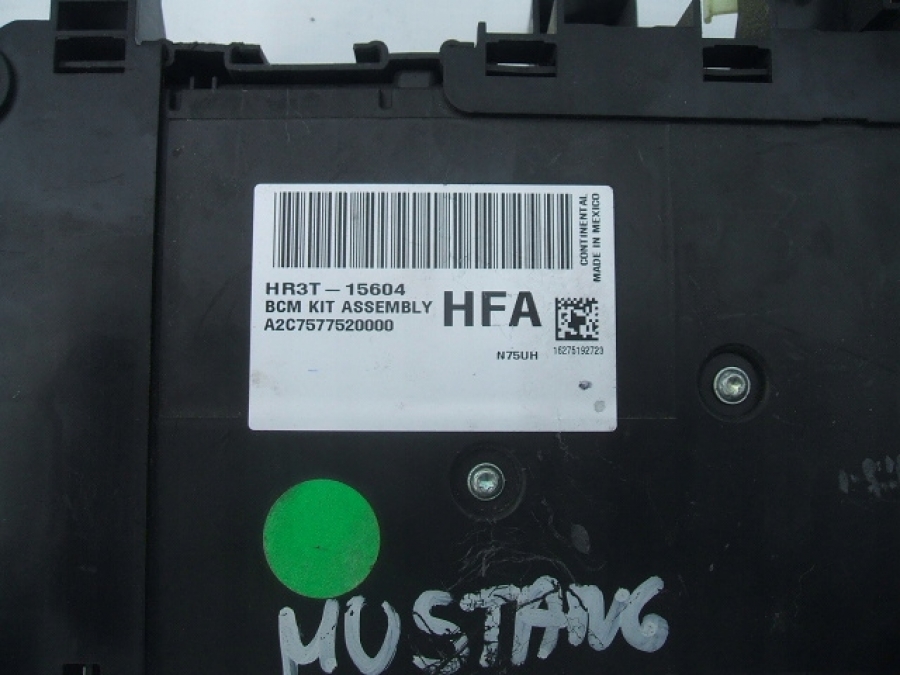 CONTINENTAL
MADE IN MEXICO
HR3T-15604
BCM KIT ASSEMBLY
A2C7577520000
HFA
N75UH
16275192723
MUSTANG